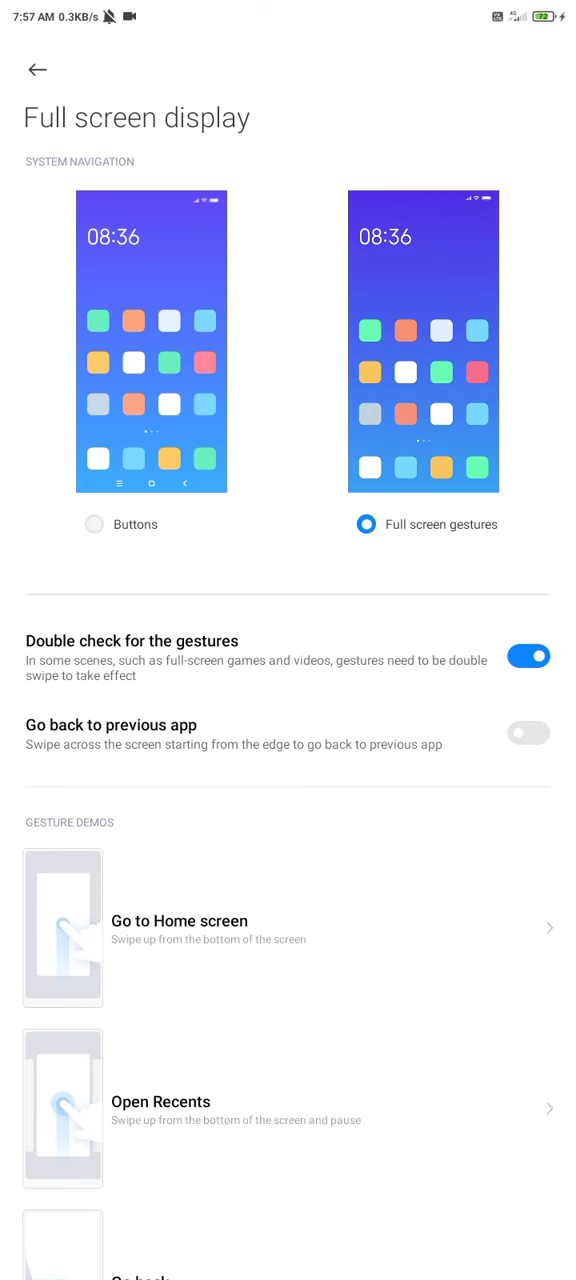 7:57 AM 0.3KB/s
4G
72
Full screen display
SYSTEM NAVIGATION
08:36
08:36
Buttons
Full screen gestures
Double check for the gestures
In some scenes, such as full-screen games and videos, gestures need to be double
swipe to take effect
Go back to previous app
Swipe across the screen starting from the edge to go back to previous app
GESTURE DEMOS
Go to Home screen
Swipe up from the bottom of the screen
Open Recents
Swipe up from the bottom of the screen and pause